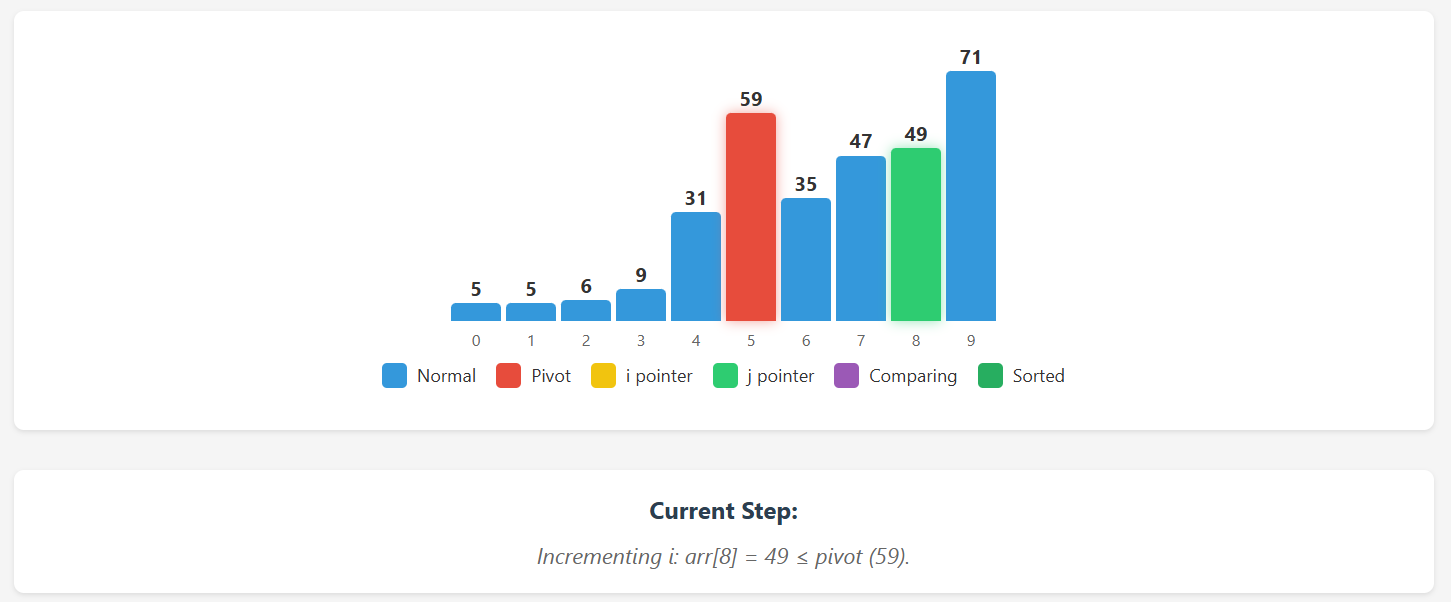 71
59
49
47
35
31
9
6
5 5
0 1 2 3 4 5 6 7 8 9
Normal Pivot i pointer j pointer Comparing Sorted
Current Step:
Incrementing i: arr[8] = 49 ≤ pivot (59).